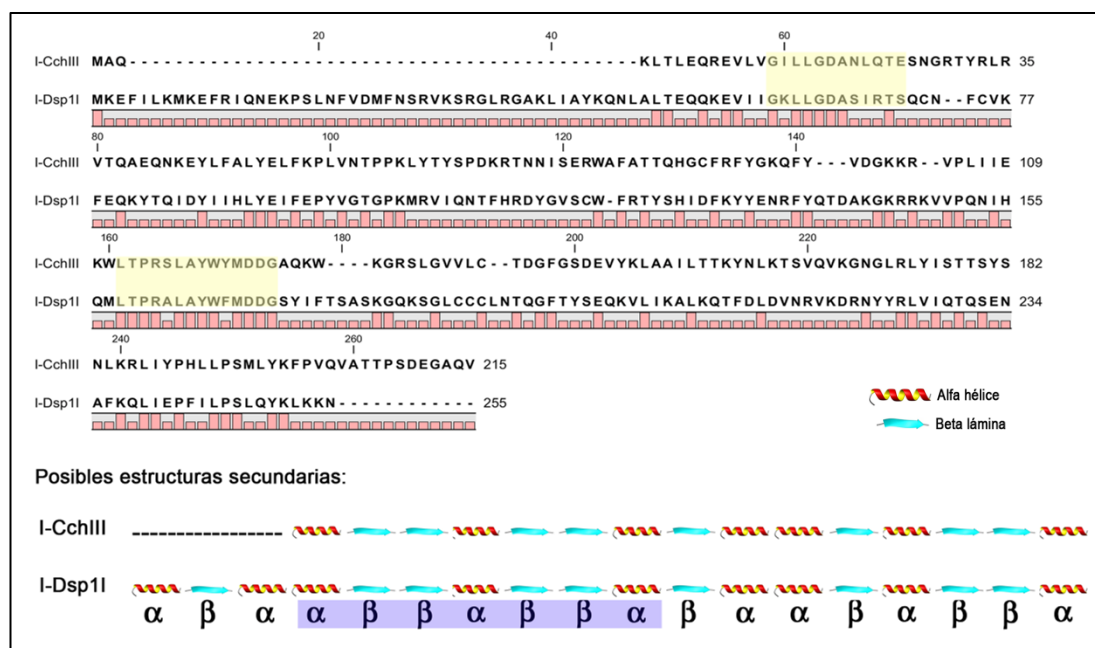 20 40 60
I-CchIII MAQ--------------------------------------------KLTLEQREVLVGILLGDANLQTESNGRTYRLR 35
I-Dsp1I MKEFILKMKEFRIQNEKPSLNFVDMFNSRVKSRGLRGAKLIAYKQNLALTEQQKEVIIGKLLGDASIRTSQCN--FCVK 77
80 100 120 140
I-CchIII VTQAEQNKEYLFALYELFKPLVNTPPKLYTYSPDKRTNNISERWAFATTQHGCFRFYGKQFY---VDGKKR--VPLIIE 109
I-Dsp1I FEQKYTQIDYIIHLYEIFEPYVGTGPKMRVIQNTFHRDYGVSCW-FRTYSHIDFKYYENRFYQTDAKGKRRKVVPQNIH 155
160 180 200 220
I-CchIII KWLTPRSLAYWYMDDGAQKW----KGRSLGVVLC--TDGFGSDEVYKLAAILTTKYNLKTSVQVKGNGLRLYISTTSYS 182
I-Dsp1I QMLTPRALAYWFMDDGSYIFTSASKGQKSGLCCCLNTQGFTYSEQKVLIKALKQTFDLDVNRVKDRNYYRLVIQTQSEN 234
240 260
I-CchIII NLKRLIYPHLLPSMLYKFPVQVATTPSDEGAQV 215
I-Dsp1I AFKQLIEPFILPSLQYKLKKN------------ 255
Alfa hélice
Beta lámina
Posibles estructuras secundarias:
I-CchIII ----------------
I-Dsp1I
α β α α β β α β β α β α α β α β β α